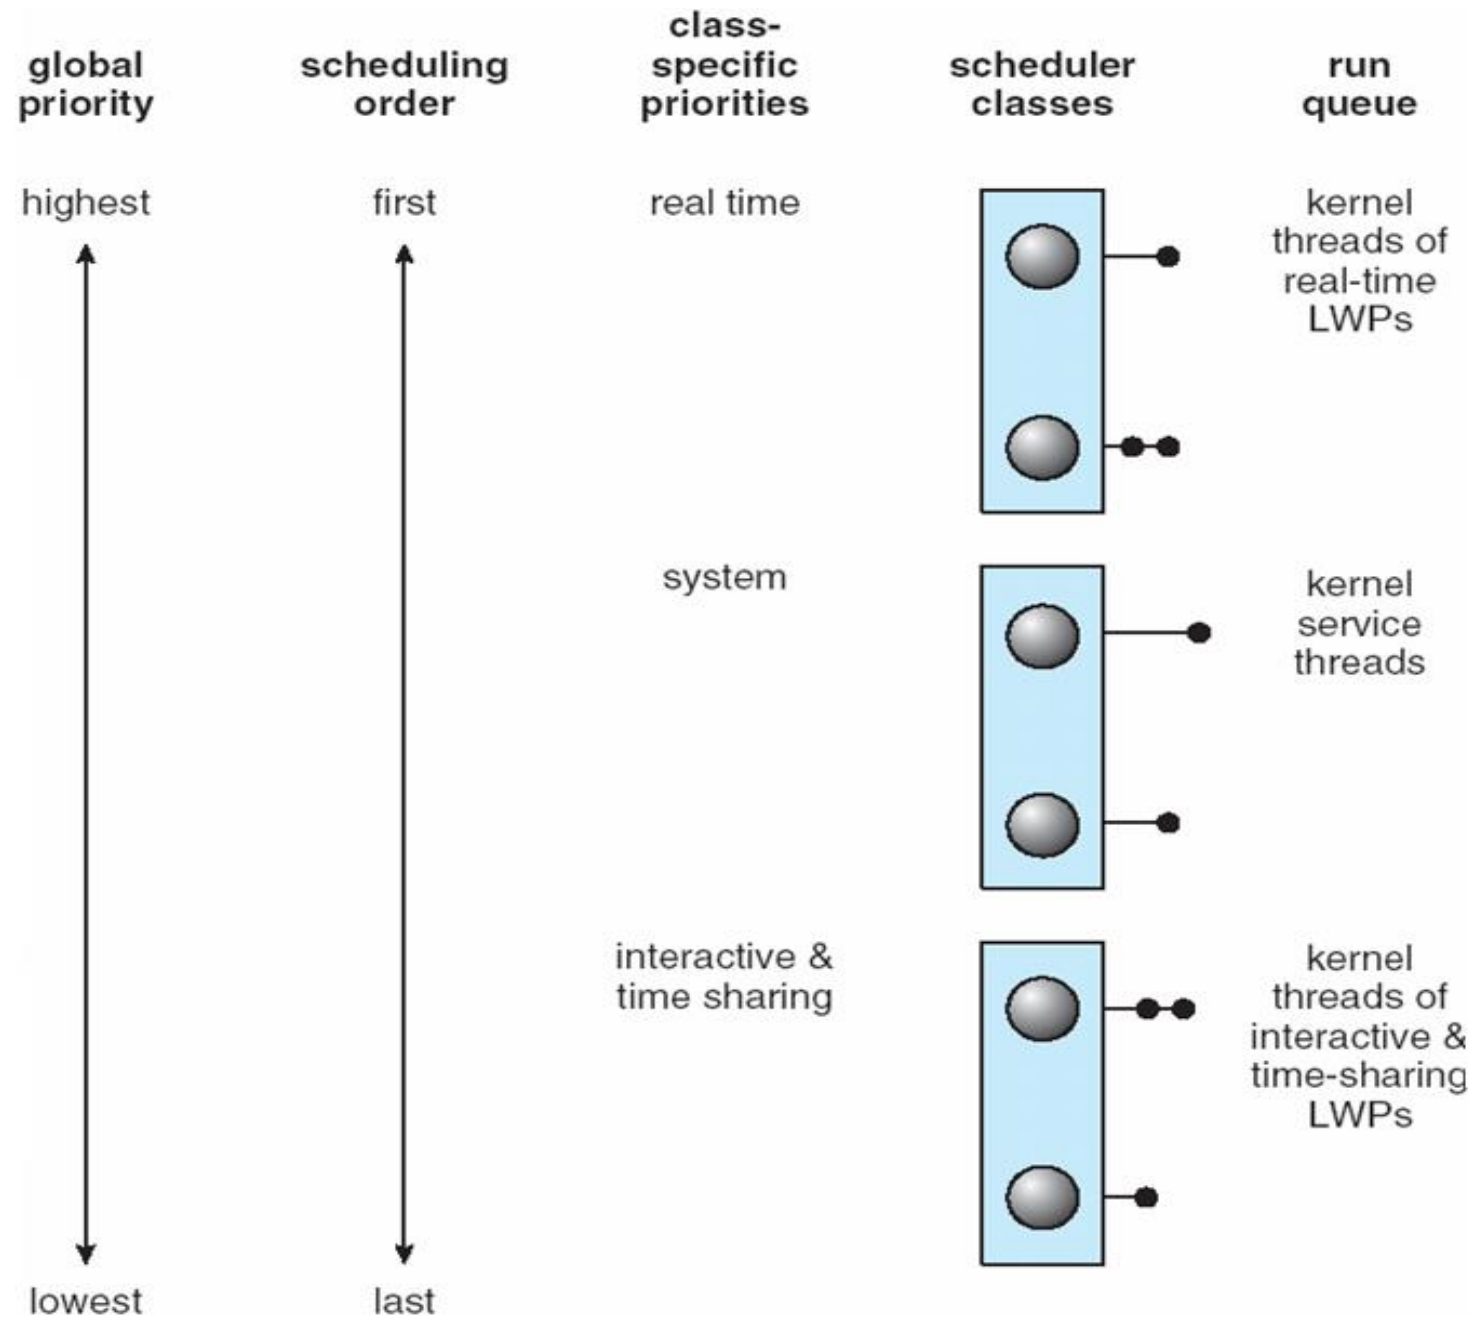 global
priority
scheduling
order
class-
specific
priorities
scheduler
classes
run
queue
highest
first
real time
kernel
threads of
real-time
LWPs
system
kernel
service
threads
interactive &
time sharing
kernel
threads of
interactive &
time-sharing
LWPs
lowest
last